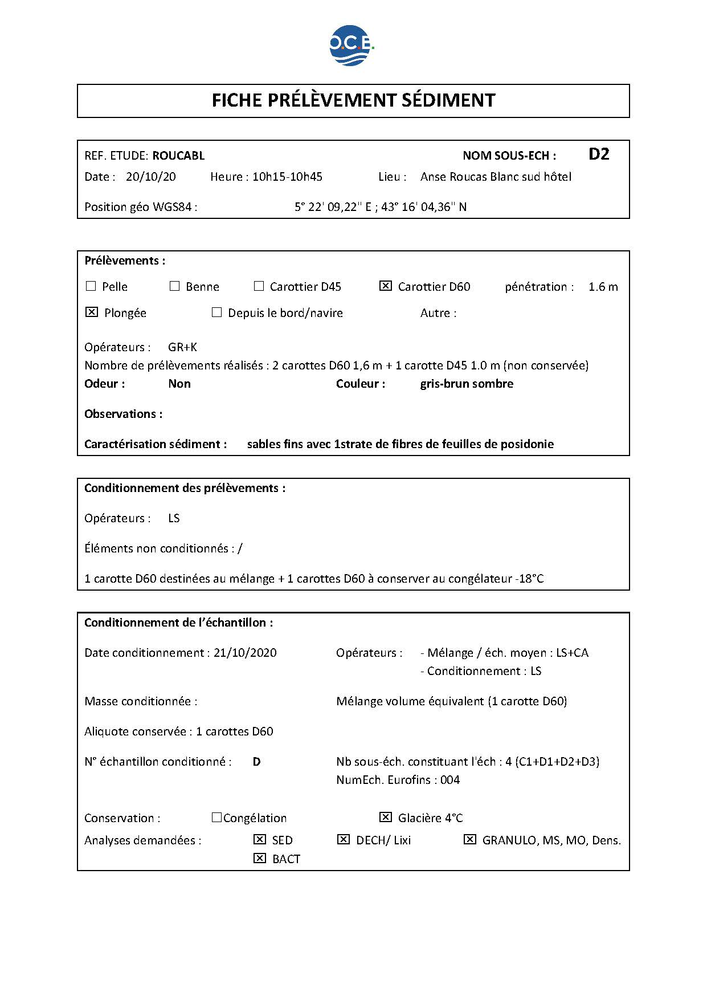 O.C.E.
FICHE PRÉLÈVEMENT SÉDIMENT
REF. ETUDE: ROUCABL NOM SOUS-ECH : D2
Date : 20/10/20 Heure : 10h15-10h45 Lieu : Anse Roucas Blanc sud hôtel
Position géo WGS84 : 5° 22' 09,22'' E ; 43° 16' 04,36'' N
Prélèvements :
☐ Pelle ☐ Benne ☐ Carottier D45 ☒ Carottier D60 pénétration : 1.6 m
☒ Plongée ☐ Depuis le bord/navire Autre :
Opérateurs : GR+K
Nombre de prélèvements réalisés : 2 carottes D60 1,6 m + 1 carotte D45 1.0 m (non conservée)
Odeur : Non Couleur : gris-brun sombre
Observations :
Caractérisation sédiment : sables fins avec 1strate de fibres de feuilles de posidonie
Conditionnement des prélèvements :
Opérateurs : LS
Éléments non conditionnés : /
1 carotte D60 destinées au mélange + 1 carottes D60 à conserver au congélateur -18°C
Conditionnement de l’échantillon :
Date conditionnement : 21/10/2020 Opérateurs : - Mélange / éch. moyen : LS+CA
- Conditionnement : LS
Masse conditionnée : Mélange volume équivalent (1 carotte D60)
Aliquote conservée : 1 carottes D60
N° échantillon conditionné : D Nb sous-éch. constituant l'éch : 4 (C1+D1+D2+D3)
NumEch. Eurofins : 004
Conservation : ☐Congélation ☒ Glacière 4°C
Analyses demandées : ☒ SED ☒ DECH/ Lixi ☒ GRANULO, MS, MO, Dens.
☒ BACT